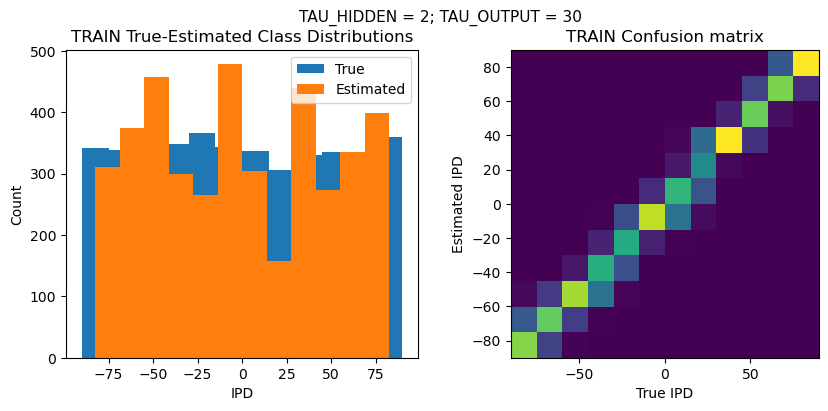 TAU_HIDDEN = 2; TAU_OUTPUT = 30
TRAIN True-Estimated Class Distributions
Count
500
400
300
200
100
0
True
Estimated
−75
−50
−25
0
25
50
75
IPD
TRAIN Confusion matrix
Estimated IPD
80
60
40
20
0
−20
−40
−60
−80
−50
0
50
True IPD